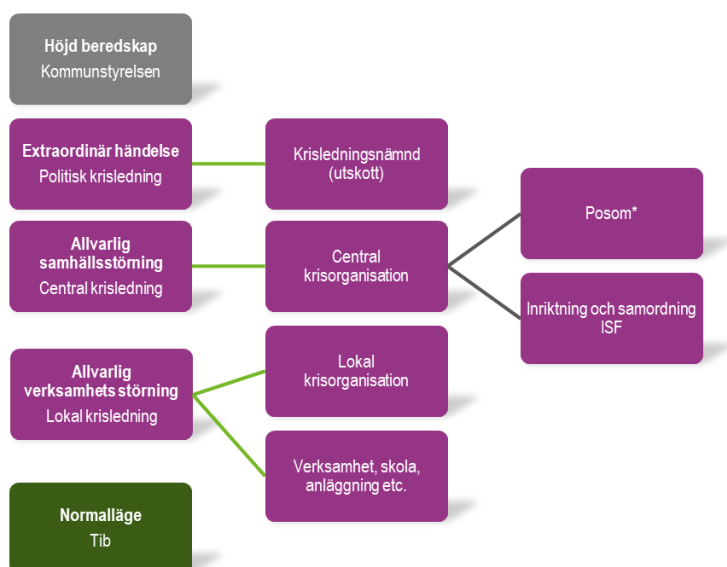 Höjd beredskap
Kommunstyrelsen
Extraordinär händelse
Politisk krisledning
Krisledningsnämnd
(utskott)
Allvarlig
samhällsstörning
Central krisledning
Central
krisorganisation
Posom*
Inriktning och samordning
ISF
Allvarlig
verksamhets störning
Lokal krisledning
Lokal
krisorganisation
Verksamhet, skola,
anläggning etc.
Normalläge
Tib